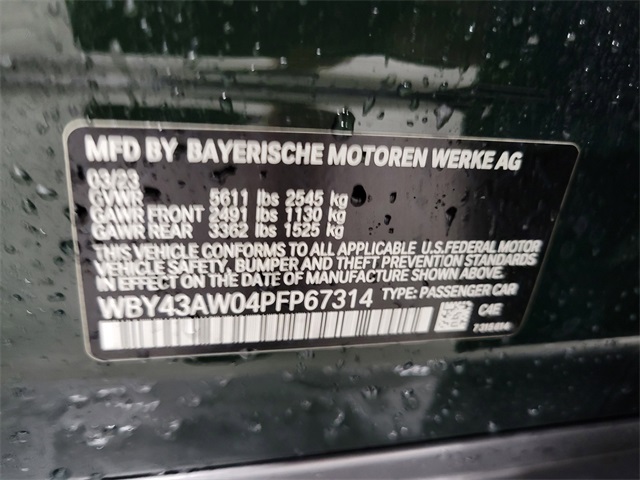 MFD BY BAYERISCHE MOTOREN WERKE AG
03/23
GVWR 5611 lbs 2545 kg
GAWR FRONT 2491 lbs 1130 kg
GAWR REAR 3362 lbs 1525 kg
THIS VEHICLE CONFORMS TO ALL APPLICABLE U.S.FEDERAL MOTOR
VEHICLE SAFETY, BUMPER AND THEFT PREVENTION STANDARDS
IN EFFECT ON THE DATE OF MANUFACTURE SHOWN ABOVE.
WBY43AW04PFP67314 TYPE: PASSENGER CAR
C4E